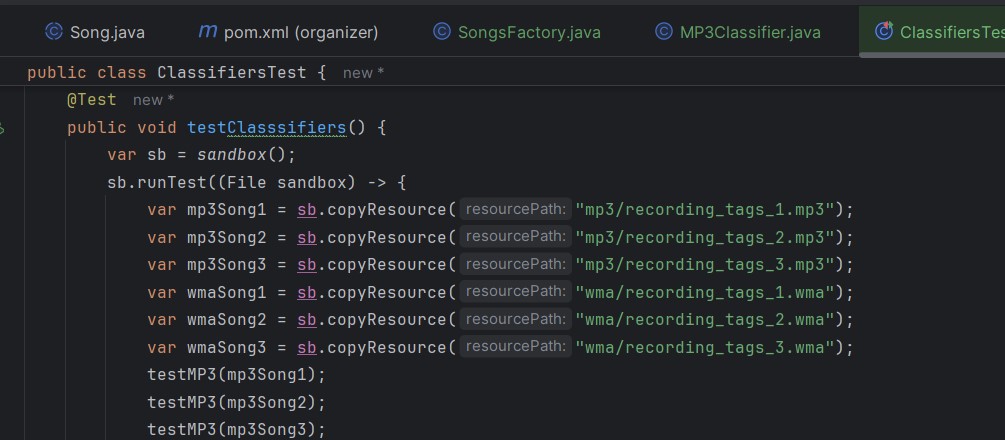 Song.java pom.xml (organizer) SongsFactory.java MP3Classifier.java ClassifiersTes
public class ClassifiersTest { new *
@Test new *
public void testClasssifiers() {
var sb = sandbox();
sb.runTest((File sandbox) -> {
var mp3Song1 = sb.copyResource( resourcePath: "mp3/recording_tags_1.mp3");
var mp3Song2 = sb.copyResource( resourcePath: "mp3/recording_tags_2.mp3");
var mp3Song3 = sb.copyResource( resourcePath: "mp3/recording_tags_3.mp3");
var wmaSong1 = sb.copyResource( resourcePath: "wma/recording_tags_1.wma");
var wmaSong2 = sb.copyResource( resourcePath: "wma/recording_tags_2.wma");
var wmaSong3 = sb.copyResource( resourcePath: "wma/recording_tags_3.wma");
testMP3(mp3Song1);
testMP3(mp3Song2);
testMP3(mp3Song3);